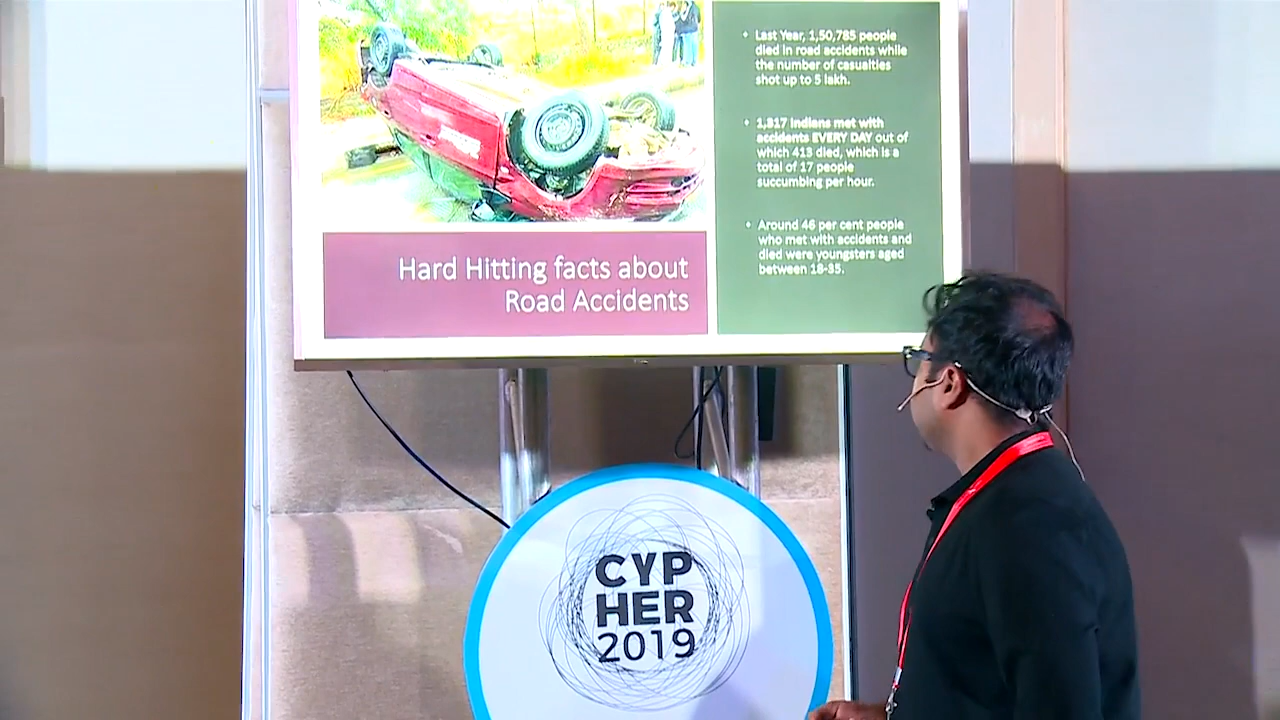 Last Year, 1,50,785 people
died in road accidents while
the number of casualties
shot up to 5 lakh.
1,317 Indians met with
accidents EVERY DAY out of
which 413 died, which is a
total of 17 people
succumbing per hour.
Around 46 per cent people
who met with accidents and
died were youngsters aged
between 18-35.
Hard Hitting facts about
Road Accidents
CYP
HER
2019